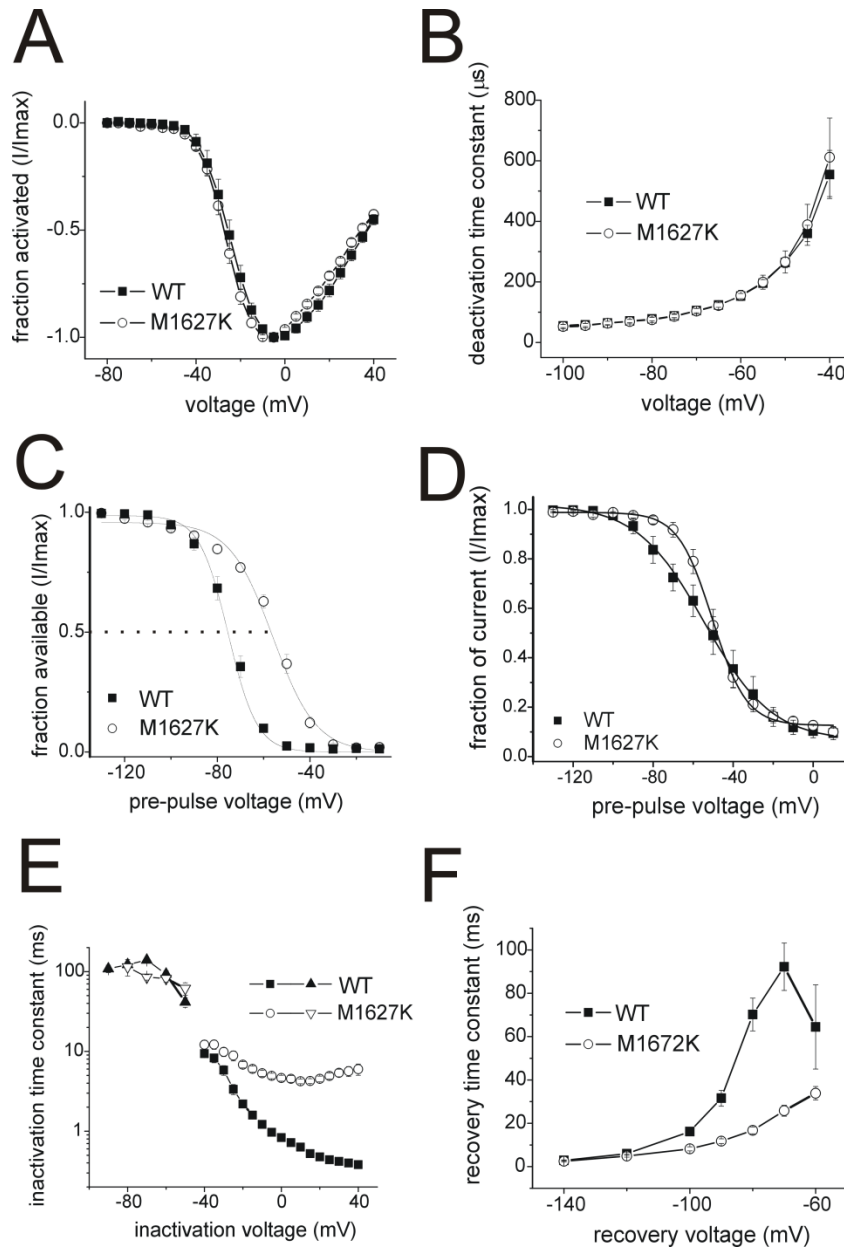 A
fraction activated (I/Imax)
0.0
-0.5
-1.0
WT
M1627K
-80 -40 0 40
voltage (mV)
B
deactivation time constant (µs)
800
600
400
200
0
WT
M1627K
-100 -80 -60 -40
voltage (mV)
C
fraction available (I/Imax)
1.0
0.5
0.0
WT
M1627K
-120 -80 -40
pre-pulse voltage (mV)
D
fraction of current (I/Imax)
1.0
0.8
0.6
0.4
0.2
0.0
WT
M1627K
-120 -80 -40 0
pre-pulse voltage (mV)
E
inactivation time constant (ms)
100
10
1
WT
M1627K
-80 -40 0 40
inactivation voltage (mV)
F
recovery time constant (ms)
100
80
60
40
20
0
WT
M1672K
-140 -100 -60
recovery voltage (mV)